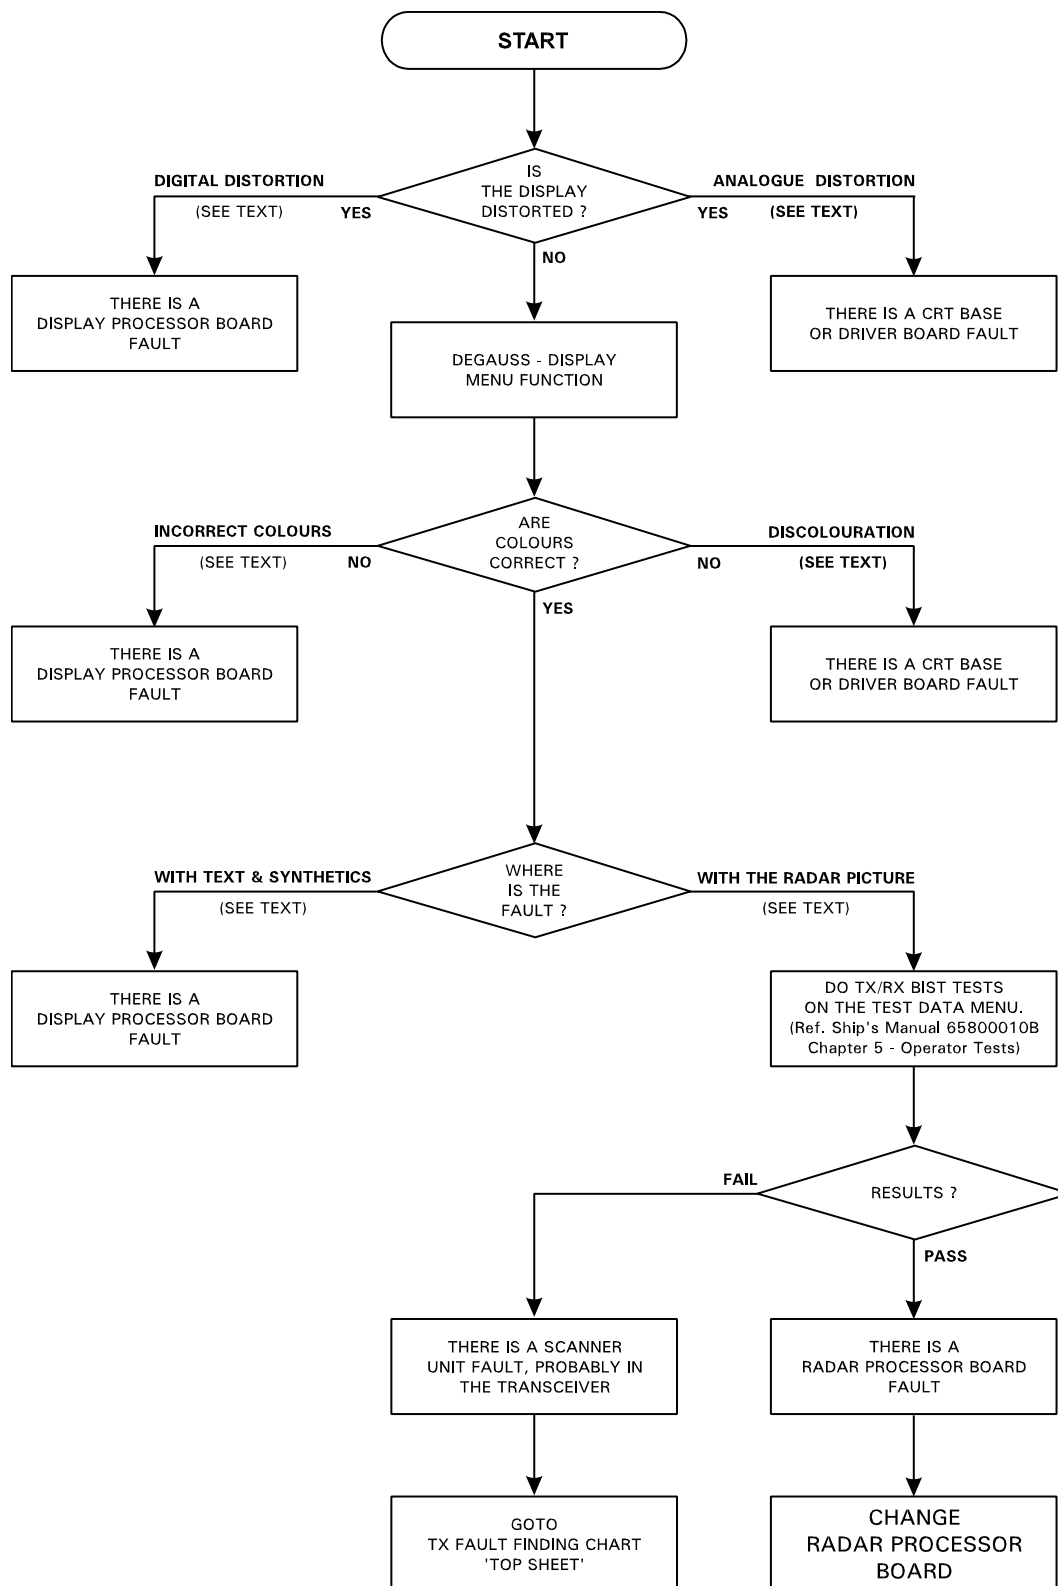 START
IS
THE DISPLAY
DISTORTED ?
DIGITAL DISTORTION
(SEE TEXT)
YES
ANALOGUE DISTORTION
YES
(SEE TEXT)
NO
THERE IS A
DISPLAY PROCESSOR BOARD
FAULT
DEGAUSS - DISPLAY
MENU FUNCTION
THERE IS A CRT BASE
OR DRIVER BOARD FAULT
ARE
COLOURS
CORRECT ?
INCORRECT COLOURS
(SEE TEXT)
NO
DISCOLOURATION
NO
(SEE TEXT)
YES
THERE IS A
DISPLAY PROCESSOR BOARD
FAULT
THERE IS A CRT BASE
OR DRIVER BOARD FAULT
WHERE
IS THE
FAULT ?
WITH TEXT & SYNTHETICS
(SEE TEXT)
WITH THE RADAR PICTURE
(SEE TEXT)
THERE IS A
DISPLAY PROCESSOR BOARD
FAULT
DO TX/RX BIST TESTS
ON THE TEST DATA MENU.
(Ref. Ship's Manual 65800010B
Chapter 5 - Operator Tests)
FAIL
RESULTS ?
PASS
THERE IS A SCANNER
UNIT FAULT, PROBABLY IN
THE TRANSCEIVER
THERE IS A
RADAR PROCESSOR BOARD
FAULT
GOTO
TX FAULT FINDING CHART
'TOP SHEET'
CHANGE
RADAR PROCESSOR
BOARD